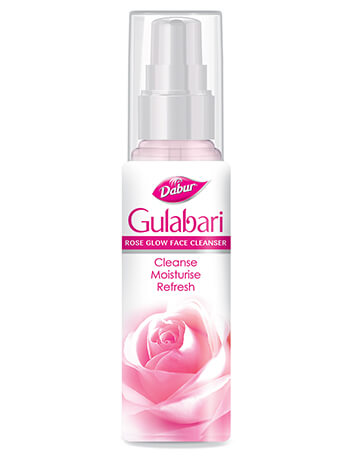 Dabur
Gulabari
ROSE GLOW FACE CLEANSER
Cleanse
Moisturise
Refresh